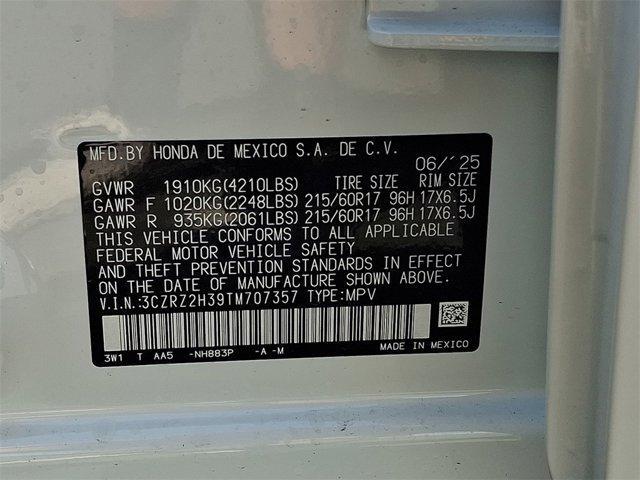 MFD.BY HONDA DE MEXICO S.A. DE C.V.
06/´25
GVWR 1910KG(4210LBS) TIRE SIZE RIM SIZE
GAWR F 1020KG(2248LBS) 215/60R17 96H 17X6.5J
GAWR R 935KG(2061LBS) 215/60R17 96H 17X6.5J
THIS VEHICLE CONFORMS TO ALL APPLICABLE
FEDERAL MOTOR VEHICLE SAFETY
AND THEFT PREVENTION STANDARDS IN EFFECT
ON THE DATE OF MANUFACTURE SHOWN ABOVE.
V.I.N.:3CZRZ2H39TM707357 TYPE:MPV
3W1 T AA5 -NH883P -A -M MADE IN MEXICO